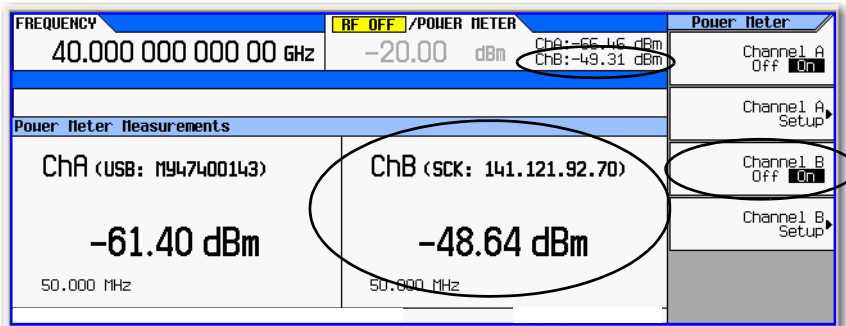 FREQUENCY
40.000 000 000 00 GHz
RF OFF /POWER METER
-20.00 dBm
ChA:-66.46 dBm
ChB:-49.31 dBm
Power Meter Measurements
ChA (USB: MY47400143)
-61.40 dBm
50.000 MHz
ChB (SCK: 141.121.92.70)
-48.64 dBm
50.000 MHz
Power Meter
Channel A
Off On
Channel A
Setup
Channel B
Off On
Channel B
Setup